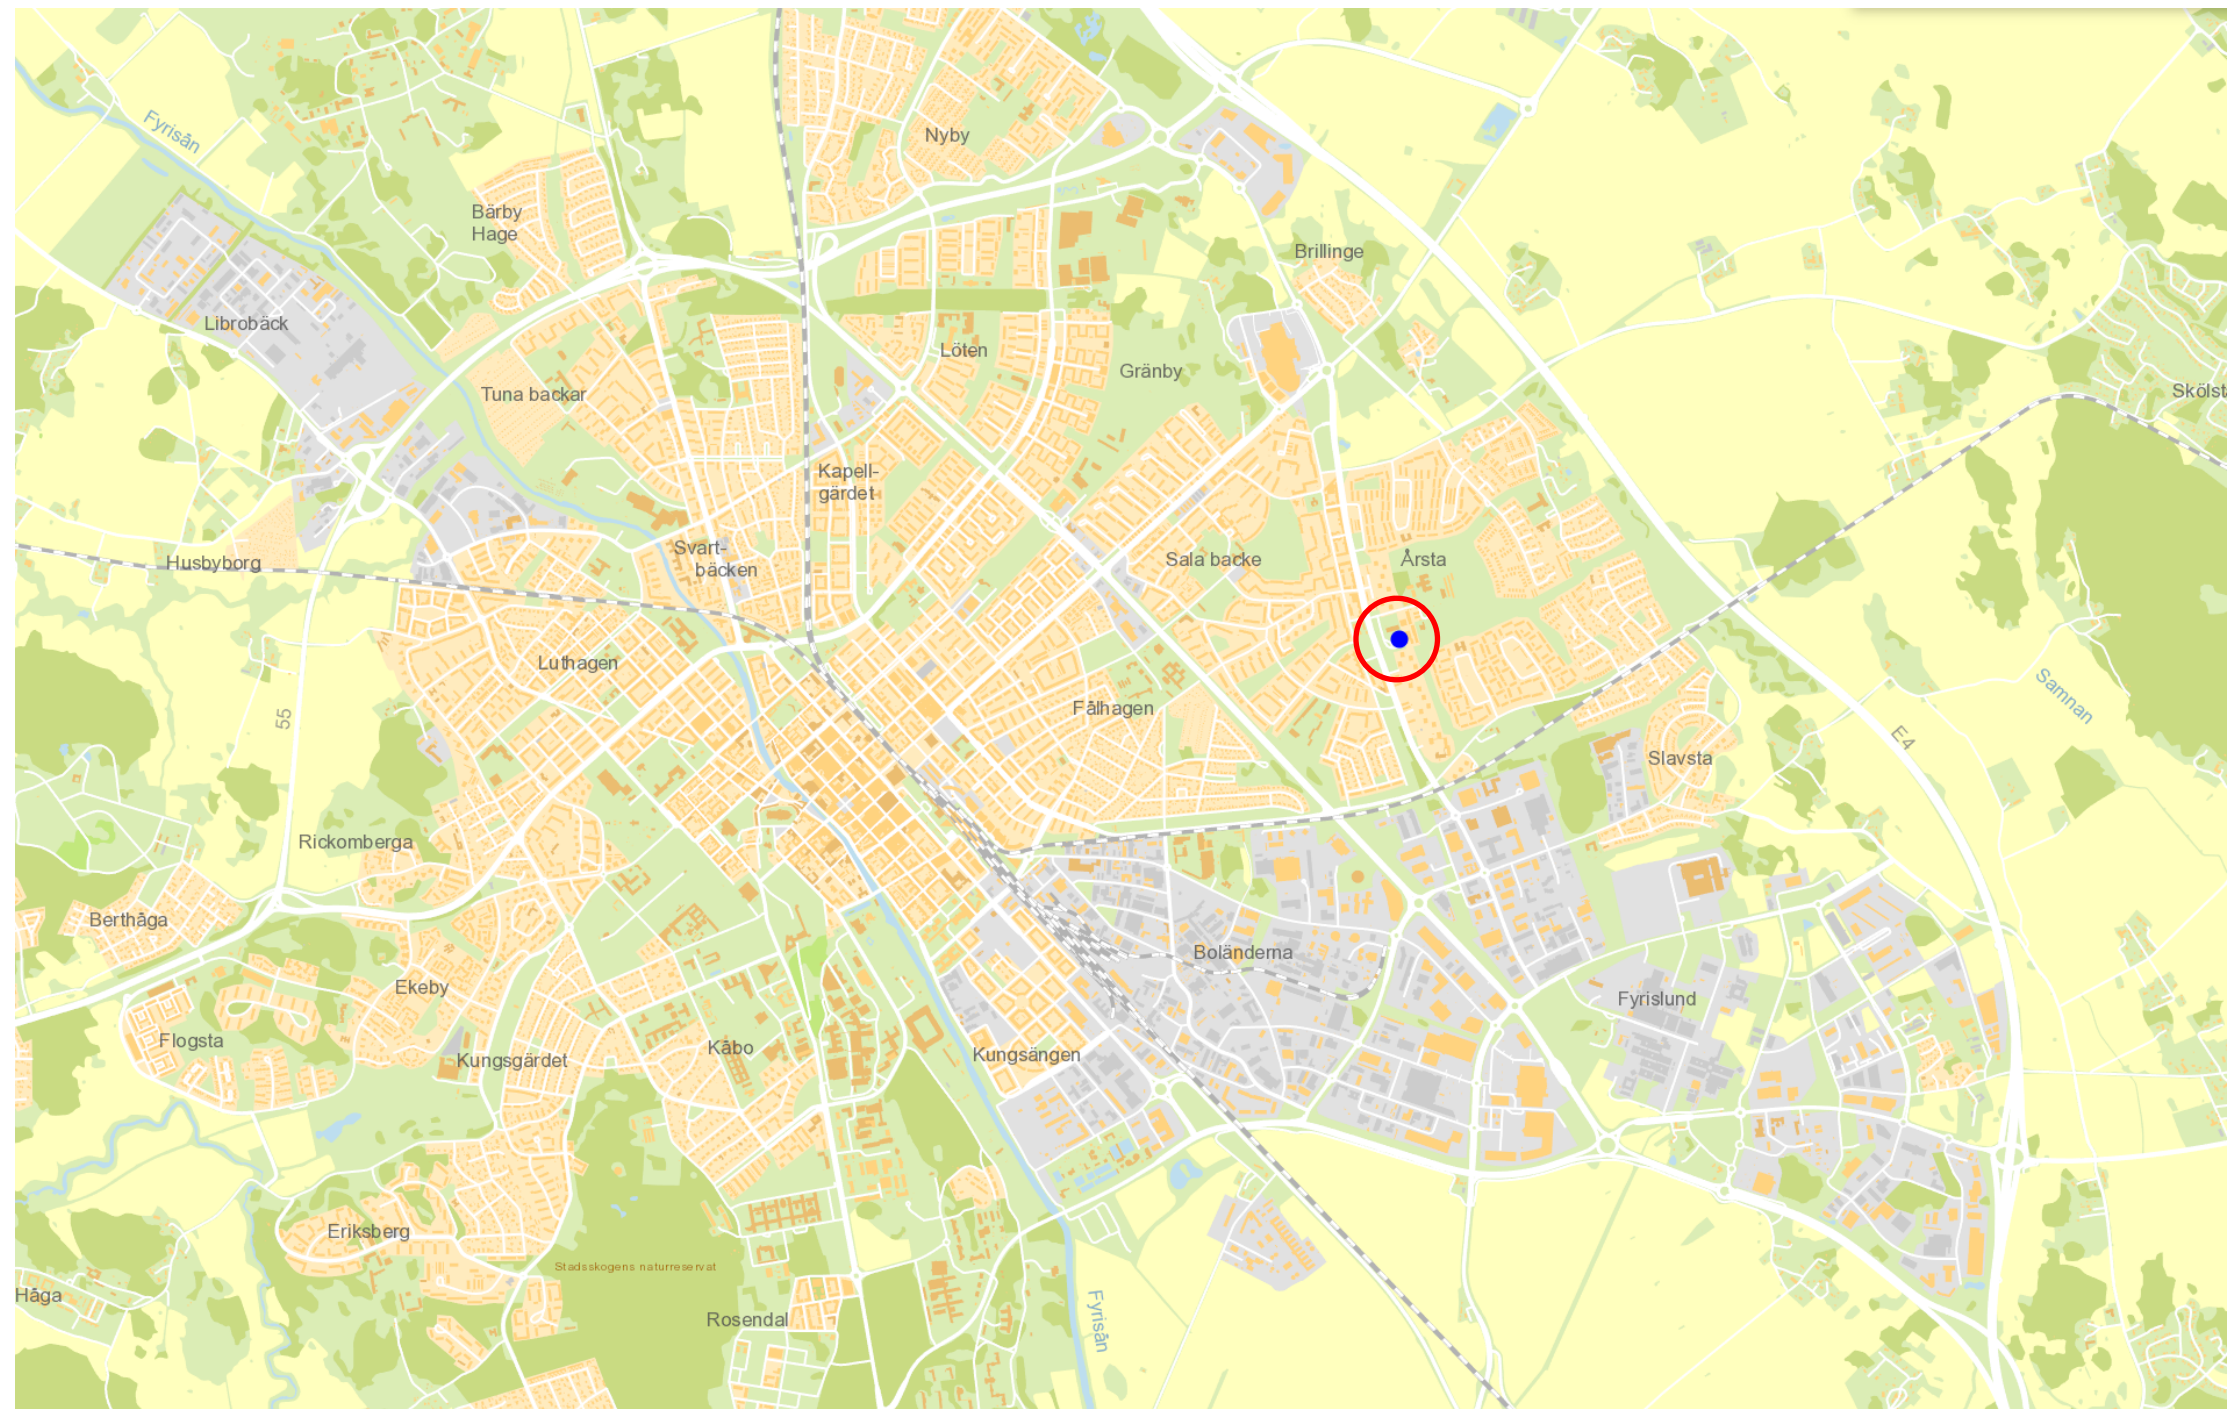 Fyrisån
Nyby
Bärby
Hage
Brillinge
Librobäck
Löten
Gränby
Tuna backar
Skölst
Kapell-
gärdet
Svart-
bäcken
Husbyborg
Sala backe
Årsta
Luthagen
Samnan
55
Fålhagen
E4
Slavsta
Rickomberga
Berthåga
Boländerna
Ekeby
Fyrislund
Flogsta
Kåbo
Kungsängen
Kungsgärdet
Eriksberg
Stadsskogens naturreservat
Håga
Rosendal
Fyrisån